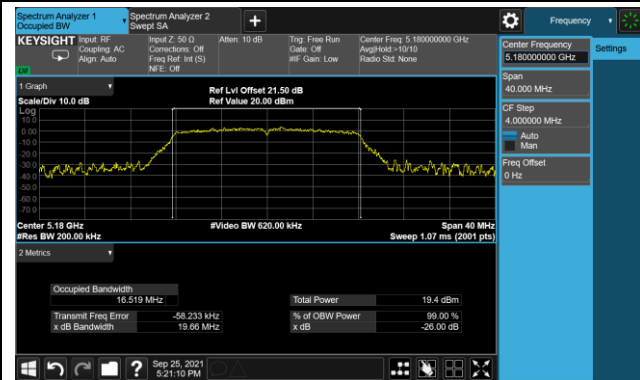 Spectrum Analyzer 1
Occupied BW
Spectrum Analyzer 2
Swept SA
Frequency
KEYSIGHT
Input: RF
Coupling: AC
Align: Auto
Input Z: 50 Ω
Corrections: Off
Freq Ref: Int (S)
NFE: Off
Atten: 10 dB
Trig: Free Run
Gate: Off
#IF Gain: Low
Center Freq: 5.180000000 GHz
Avg|Hold:>10/10
Radio Std: None
Center Frequency
5.180000000 GHz
Settings
Span
40.000 MHz
CF Step
4.000000 MHz
Auto
Man
Freq Offset
0 Hz
1 Graph
Scale/Div 10.0 dB
Ref Lvl Offset 21.50 dB
Ref Value 20.00 dBm
Log
10.0
0.00
-10.0
-20.0
-30.0
-40.0
-50.0
-60.0
-70.0
Center 5.18 GHz
#Res BW 200.00 kHz
#Video BW 620.00 kHz
Span 40 MHz
Sweep 1.07 ms (2001 pts)
2 Metrics
Occupied Bandwidth
16.519 MHz
Total Power 19.4 dBm
Transmit Freq Error -58.233 kHz
% of OBW Power 99.00 %
x dB Bandwidth 19.66 MHz
x dB -26.00 dB
Sep 25, 2021
5:21:10 PM